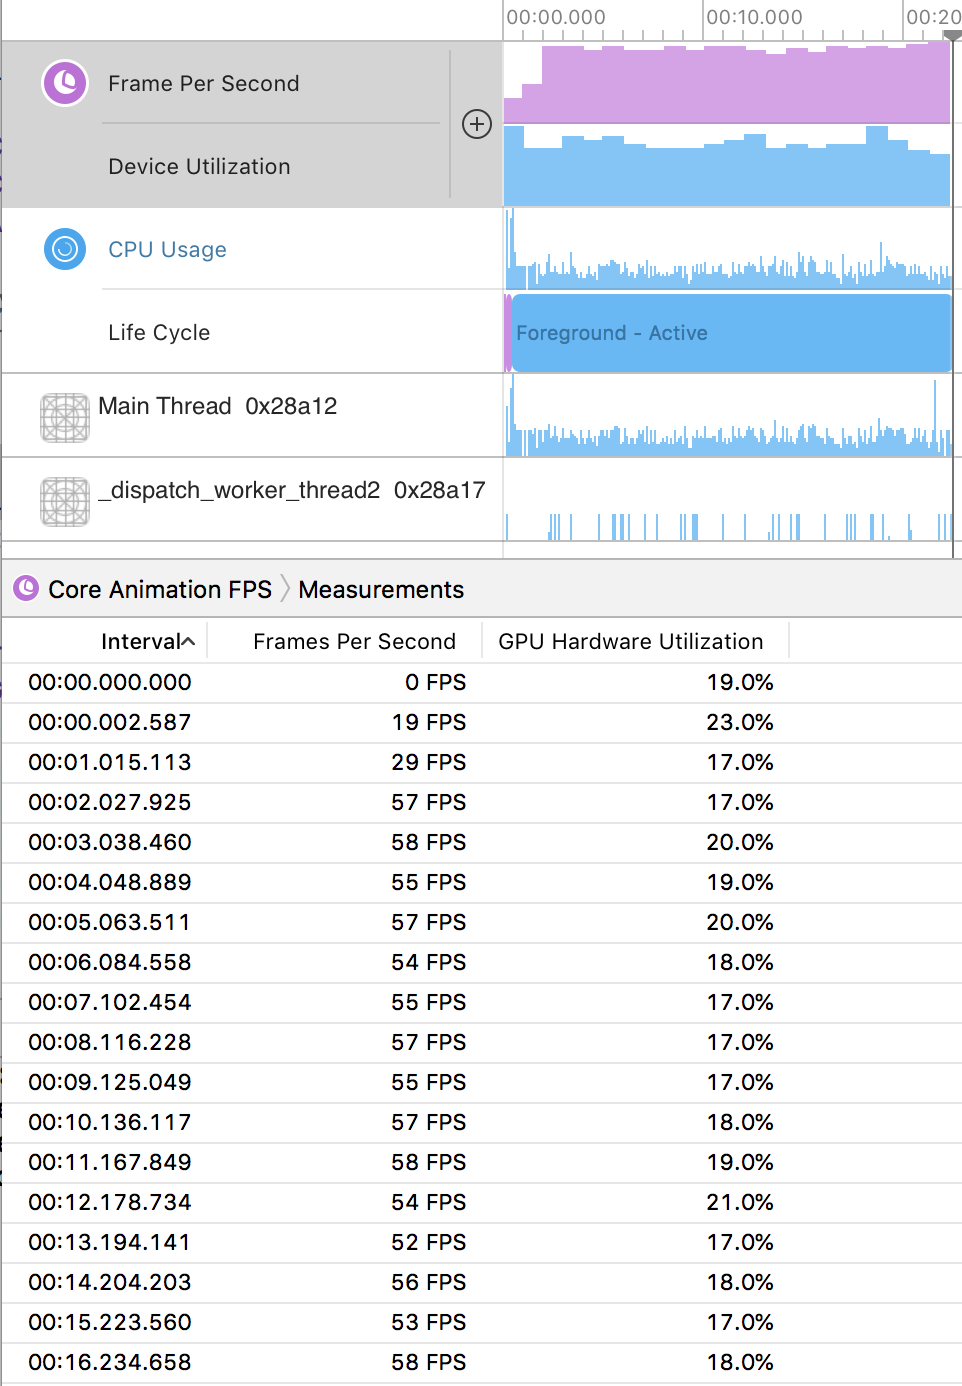 00:00.000 00:10.000 00:20
Frame Per Second
Device Utilization
CPU Usage
Life Cycle
Foreground - Active
Main Thread 0x28a12
_dispatch_worker_thread2 0x28a17
Core Animation FPS Measurements
Interval Frames Per Second GPU Hardware Utilization
00:00.000.000 0 FPS 19.0%
00:00.002.587 19 FPS 23.0%
00:01.015.113 29 FPS 17.0%
00:02.027.925 57 FPS 17.0%
00:03.038.460 58 FPS 20.0%
00:04.048.889 55 FPS 19.0%
00:05.063.511 57 FPS 20.0%
00:06.084.558 54 FPS 18.0%
00:07.102.454 55 FPS 17.0%
00:08.116.228 57 FPS 17.0%
00:09.125.049 55 FPS 17.0%
00:10.136.117 57 FPS 18.0%
00:11.167.849 58 FPS 19.0%
00:12.178.734 54 FPS 21.0%
00:13.194.141 52 FPS 17.0%
00:14.204.203 56 FPS 18.0%
00:15.223.560 53 FPS 17.0%
00:16.234.658 58 FPS 18.0%